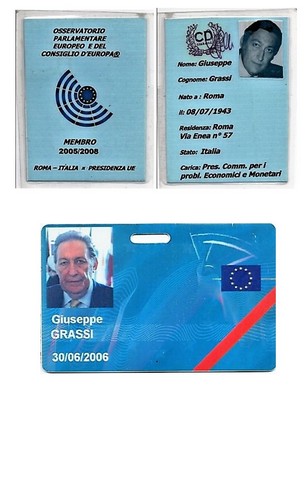 OSSERVATORIO
PARLAMENTARE
EUROPEO E DEL
CONSIGLIO D'EUROPA®
MEMBRO
2005/2008
ROMA – ITALIA = PRESIDENZA UE
CD
Nome: Giuseppe
Cognome: Grassi
Nato a : Roma
il: 08/07/1943
Residenza: Roma
Via Enea n° 57
Stato: Italia
Carica: Pres. Comm. per i
probl. Economici e Monetari
Giuseppe
GRASSI
30/06/2006